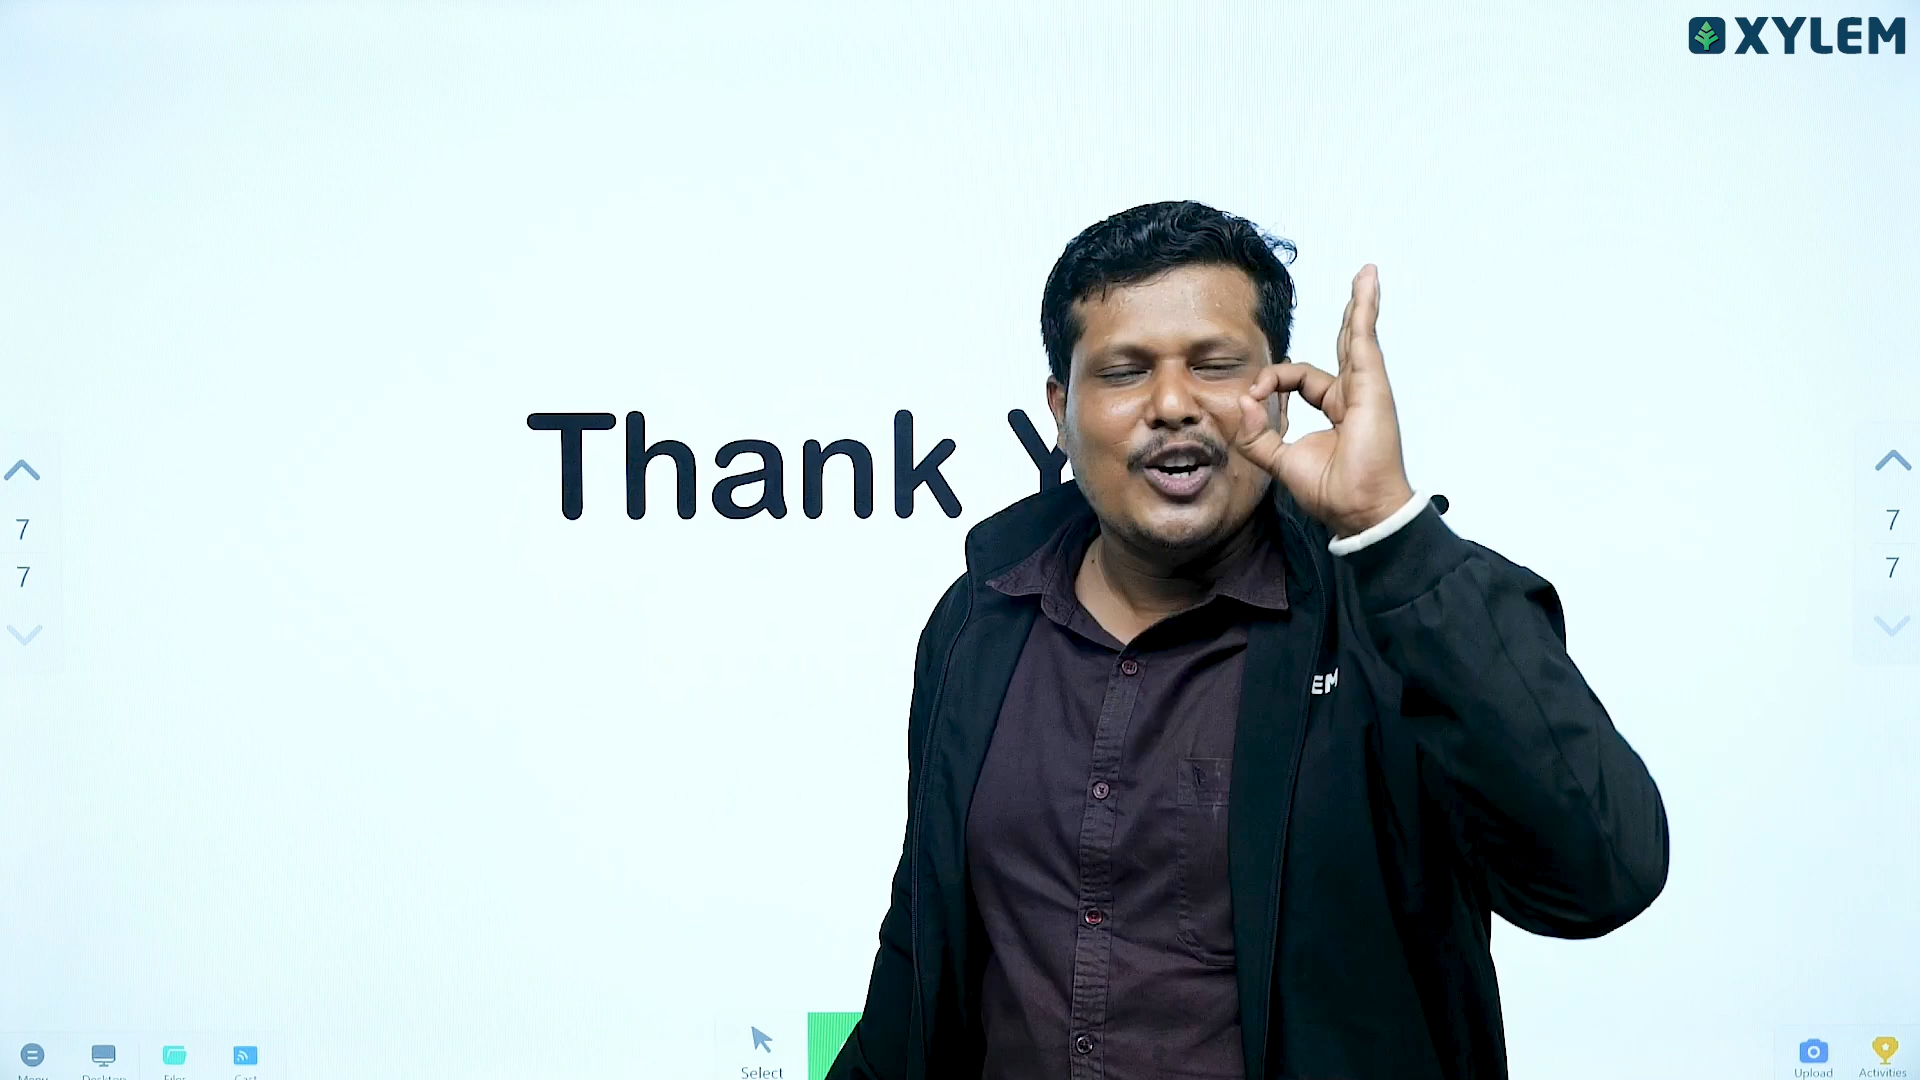 XYLEM
Thank Y
.
7
7
7
7
EM
Select
Upload
Activities